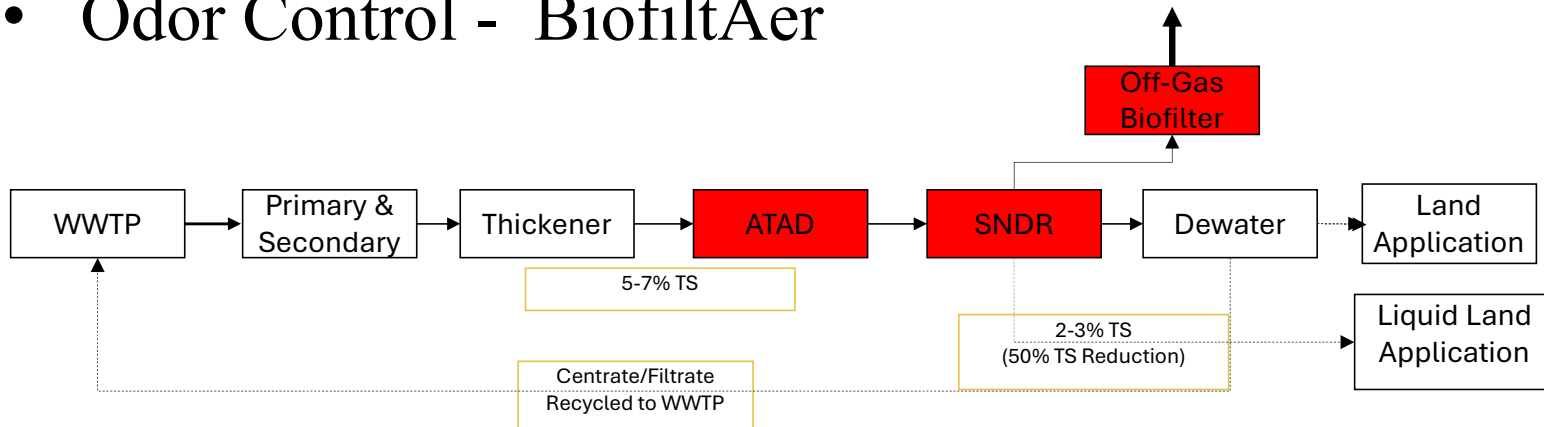 • Odor Control - BiofiltAer
Off-Gas
Biofilter
WWTP
Primary &
Secondary
Thickener
ATAD
SNDR
Dewater
Land
Application
5-7% TS
2-3% TS
(50% TS Reduction)
Liquid Land
Application
Centrate/Filtrate
Recycled to WWTP